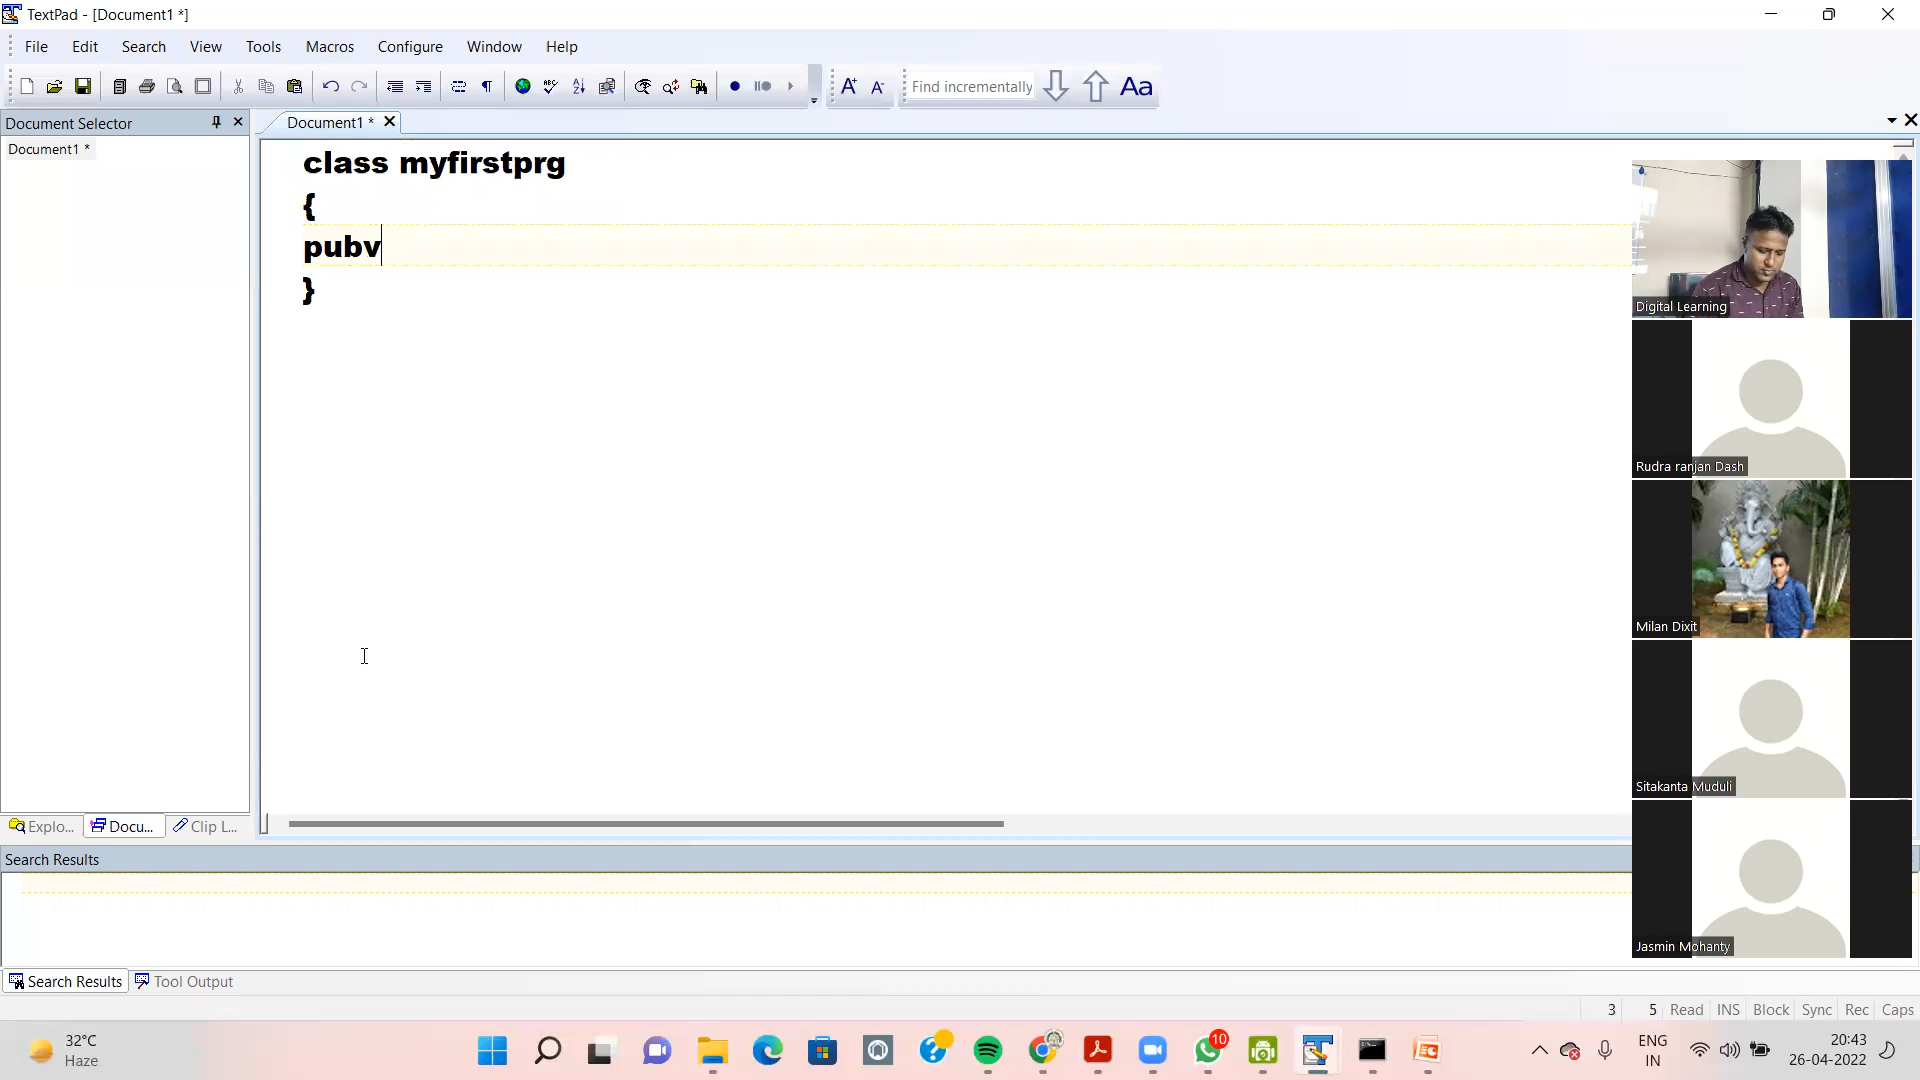 TextPad - [Document1 *]
File Edit Search View Tools Macros Configure Window Help
Find incrementally
Document Selector
Document1 *
Document1 *
class myfirstprg
{
pubv
}
Digital Learning
Rudra ranjan Dash
Milan Dixit
Sitakanta Muduli
Jasmin Mohanty
Explo... Docu... Clip L...
Search Results
Search Results Tool Output
3 5 Read INS Block Sync Rec Caps
32°C
Haze
10
ENG
IN
20:43
26-04-2022